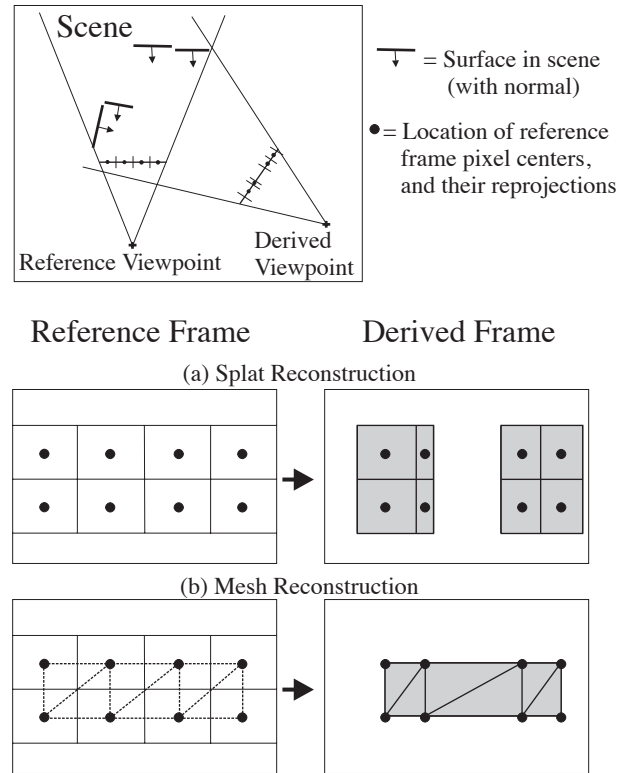 Scene
= Surface in scene
(with normal)
= Location of reference
frame pixel centers,
and their reprojections
Reference Viewpoint
Derived
Viewpoint
Reference Frame
Derived Frame
(a) Splat Reconstruction
(b) Mesh Reconstruction